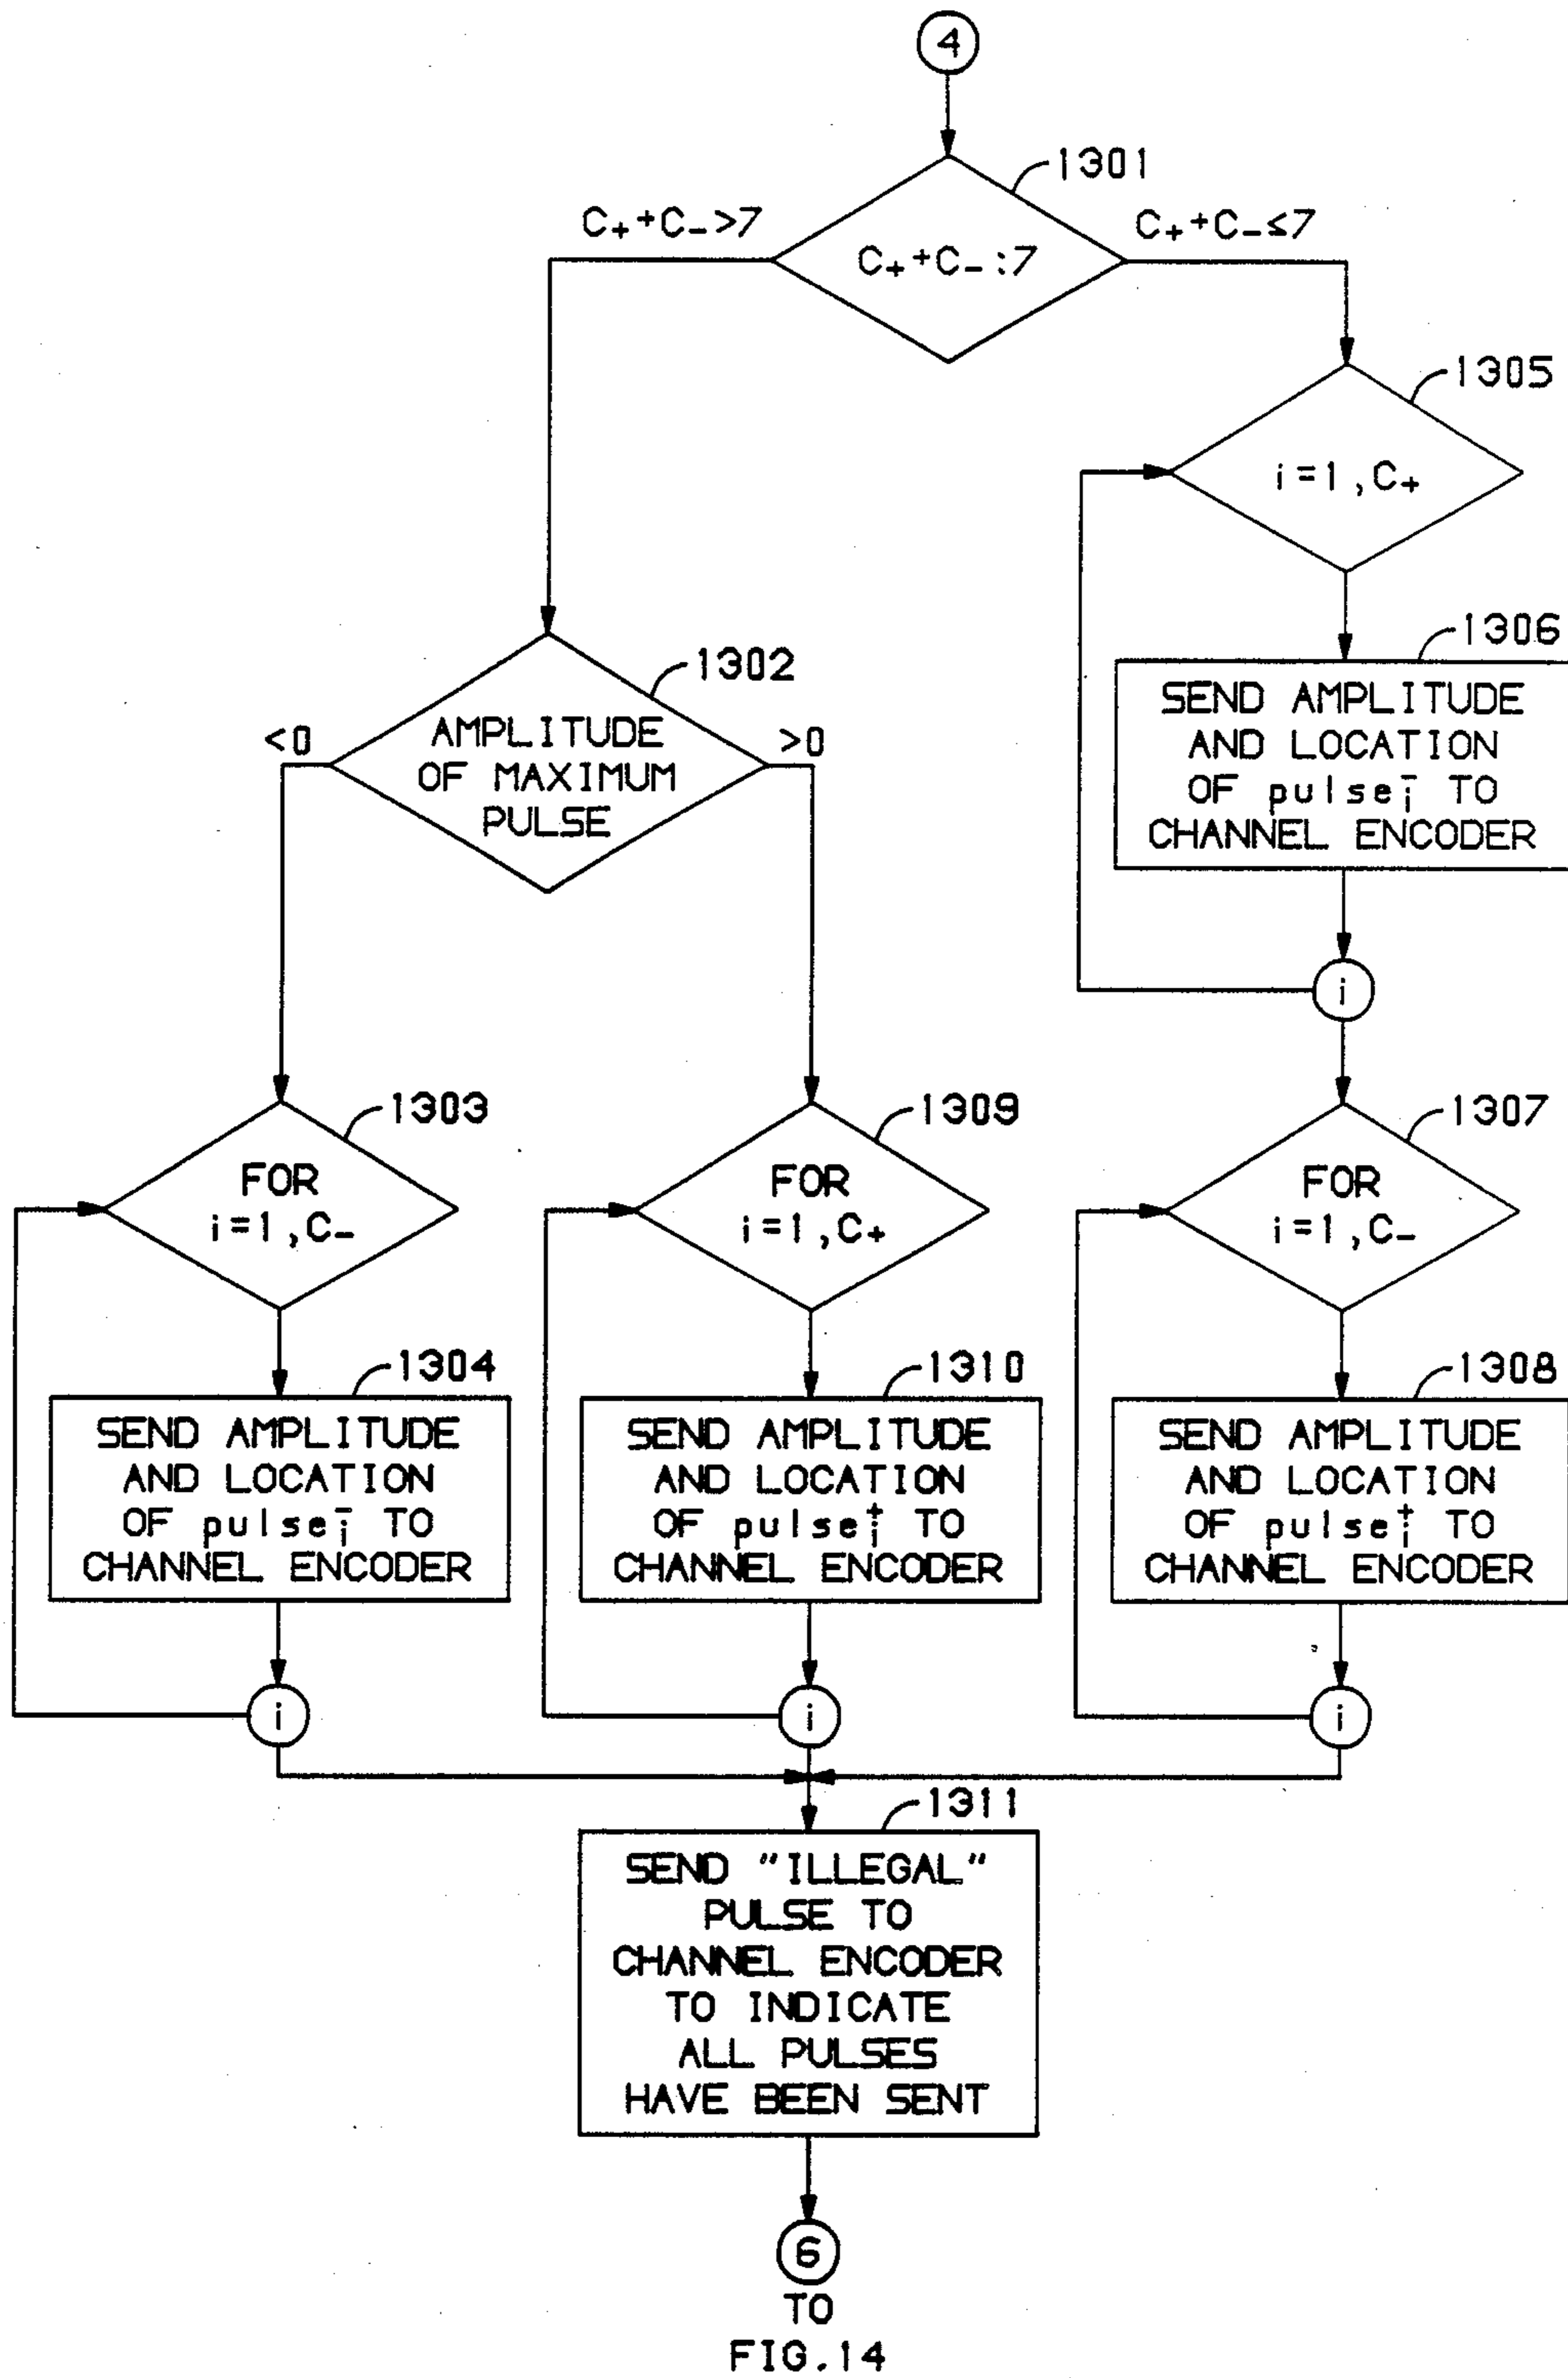 4
1301
C₊+C₋>7
C₊+C₋≤7
C₊+C₋:7
1305
i=1,C₊
1306
SEND AMPLITUDE
AND LOCATION
OF pulseᵢ⁻ TO
CHANNEL ENCODER
i
1302
<0
>0
AMPLITUDE
OF MAXIMUM
PULSE
1303
FOR
i=1,C₋
1309
FOR
i=1,C₊
1307
FOR
i=1,C₋
1304
SEND AMPLITUDE
AND LOCATION
OF pulseᵢ⁻ TO
CHANNEL ENCODER
i
1310
SEND AMPLITUDE
AND LOCATION
OF pulseᵢ⁺ TO
CHANNEL ENCODER
i
1308
SEND AMPLITUDE
AND LOCATION
OF pulseᵢ⁺ TO
CHANNEL ENCODER
i
1311
SEND "ILLEGAL"
PULSE TO
CHANNEL ENCODER
TO INDICATE
ALL PULSES
HAVE BEEN SENT
6
TO
FIG.14